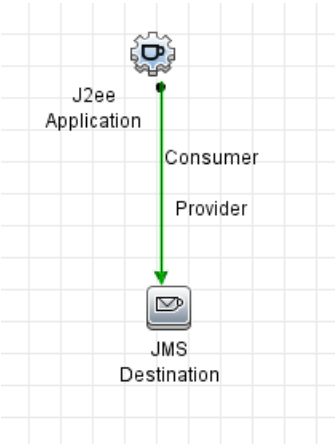 J2ee
Application
Consumer
Provider
JMS
Destination